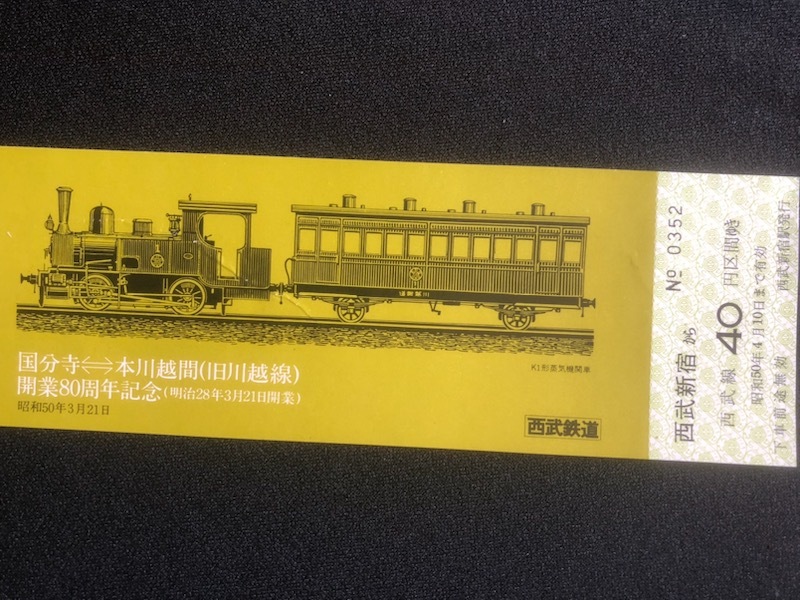 国分寺⇔本川越間(旧川越線)
開業80周年記念(明治28年3月21日開業)
昭和50年3月21日
K1形蒸気機関車
西武鉄道
№ 0352
西武新宿から
西武線 40 円区間ゆき
昭和50年4月10日まで有効
下車前途無効 西武新宿駅発行